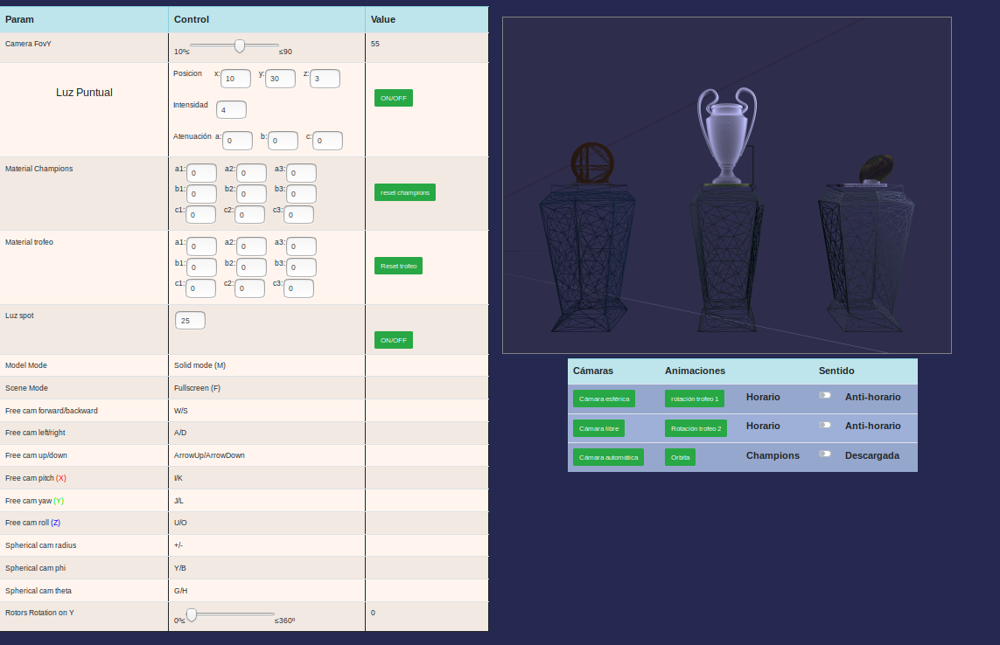 Param Control Value
Camera FovY 10º≤ ≤90 55
Luz Puntual
Posicion x: 10 y: 30 z: 3
Intensidad 4
Atenuación a: 0 b: 0 c: 0
ON/OFF
Material Champions
a1: 0 a2: 0 a3: 0
b1: 0 b2: 0 b3: 0
c1: 0 c2: 0 c3: 0
reset champions
Material trofeo
a1: 0 a2: 0 a3: 0
b1: 0 b2: 0 b3: 0
c1: 0 c2: 0 c3: 0
Reset trofeo
Luz spot 25
ON/OFF
Model Mode Solid mode (M)
Scene Mode Fullscreen (F)
Free cam forward/backward W/S
Free cam left/right A/D
Free cam up/down ArrowUp/ArrowDown
Free cam pitch (X) I/K
Free cam yaw (Y) J/L
Free cam roll (Z) U/O
Spherical cam radius +/-
Spherical cam phi Y/B
Spherical cam theta G/H
Rotors Rotation on Y 0º≤ ≤360º 0
Cámaras Animaciones Sentido
Cámara esférica rotación trofeo 1 Horario Anti-horario
Cámara libre Rotación trofeo 2 Horario Anti-horario
Cámara automática Orbita Champions Descargada